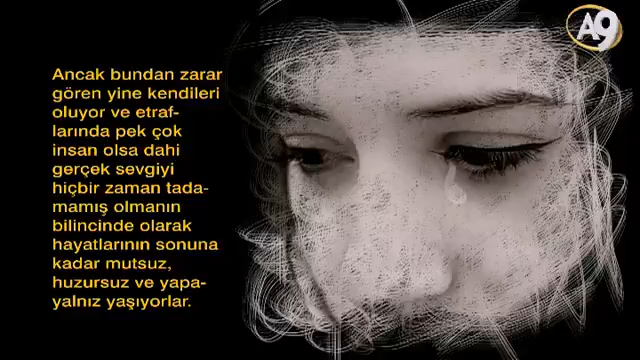 A9
Ancak bundan zarar
gören yine kendileri
oluyor ve etraf-
larında pek çok
insan olsa dahi
gerçek sevgiyi
hiçbir zaman tada-
mamış olmanın
bilincinde olarak
hayatlarının sonuna
kadar mutsuz,
huzursuz ve yapa-
yalnız yaşıyorlar.